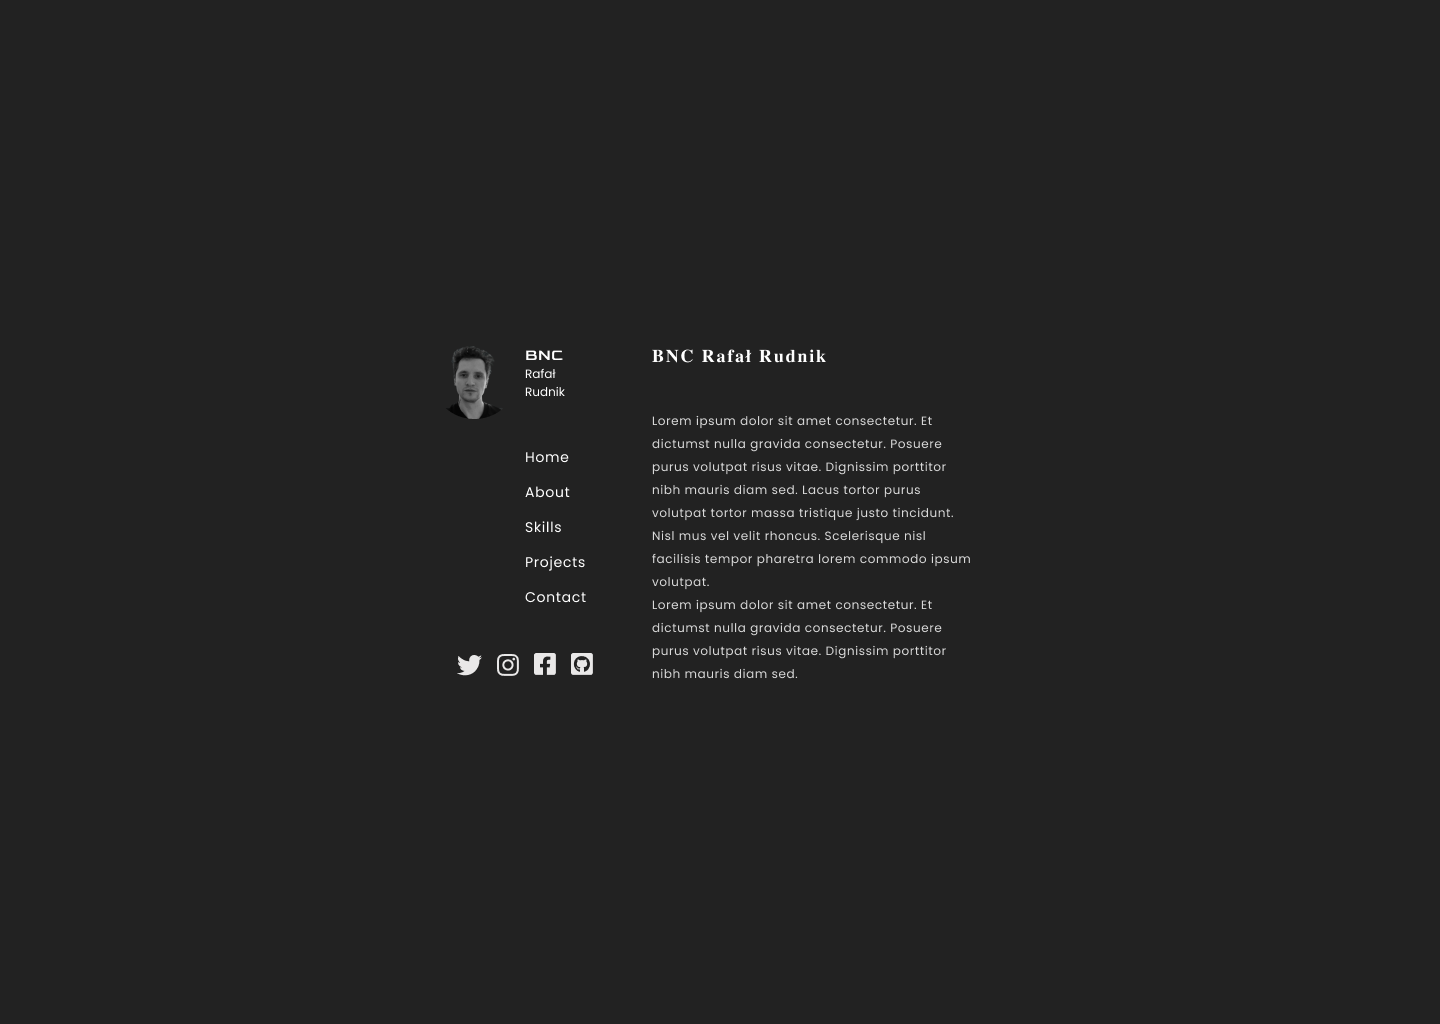 BNC
Rafał
Rudnik
Home
About
Skills
Projects
Contact
BNC Rafał Rudnik
Lorem ipsum dolor sit amet consectetur. Et
dictumst nulla gravida consectetur. Posuere
purus volutpat risus vitae. Dignissim porttitor
nibh mauris diam sed. Lacus tortor purus
volutpat tortor massa tristique justo tincidunt.
Nisl mus vel velit rhoncus. Scelerisque nisl
facilisis tempor pharetra lorem commodo ipsum
volutpat.
Lorem ipsum dolor sit amet consectetur. Et
dictumst nulla gravida consectetur. Posuere
purus volutpat risus vitae. Dignissim porttitor
nibh mauris diam sed.